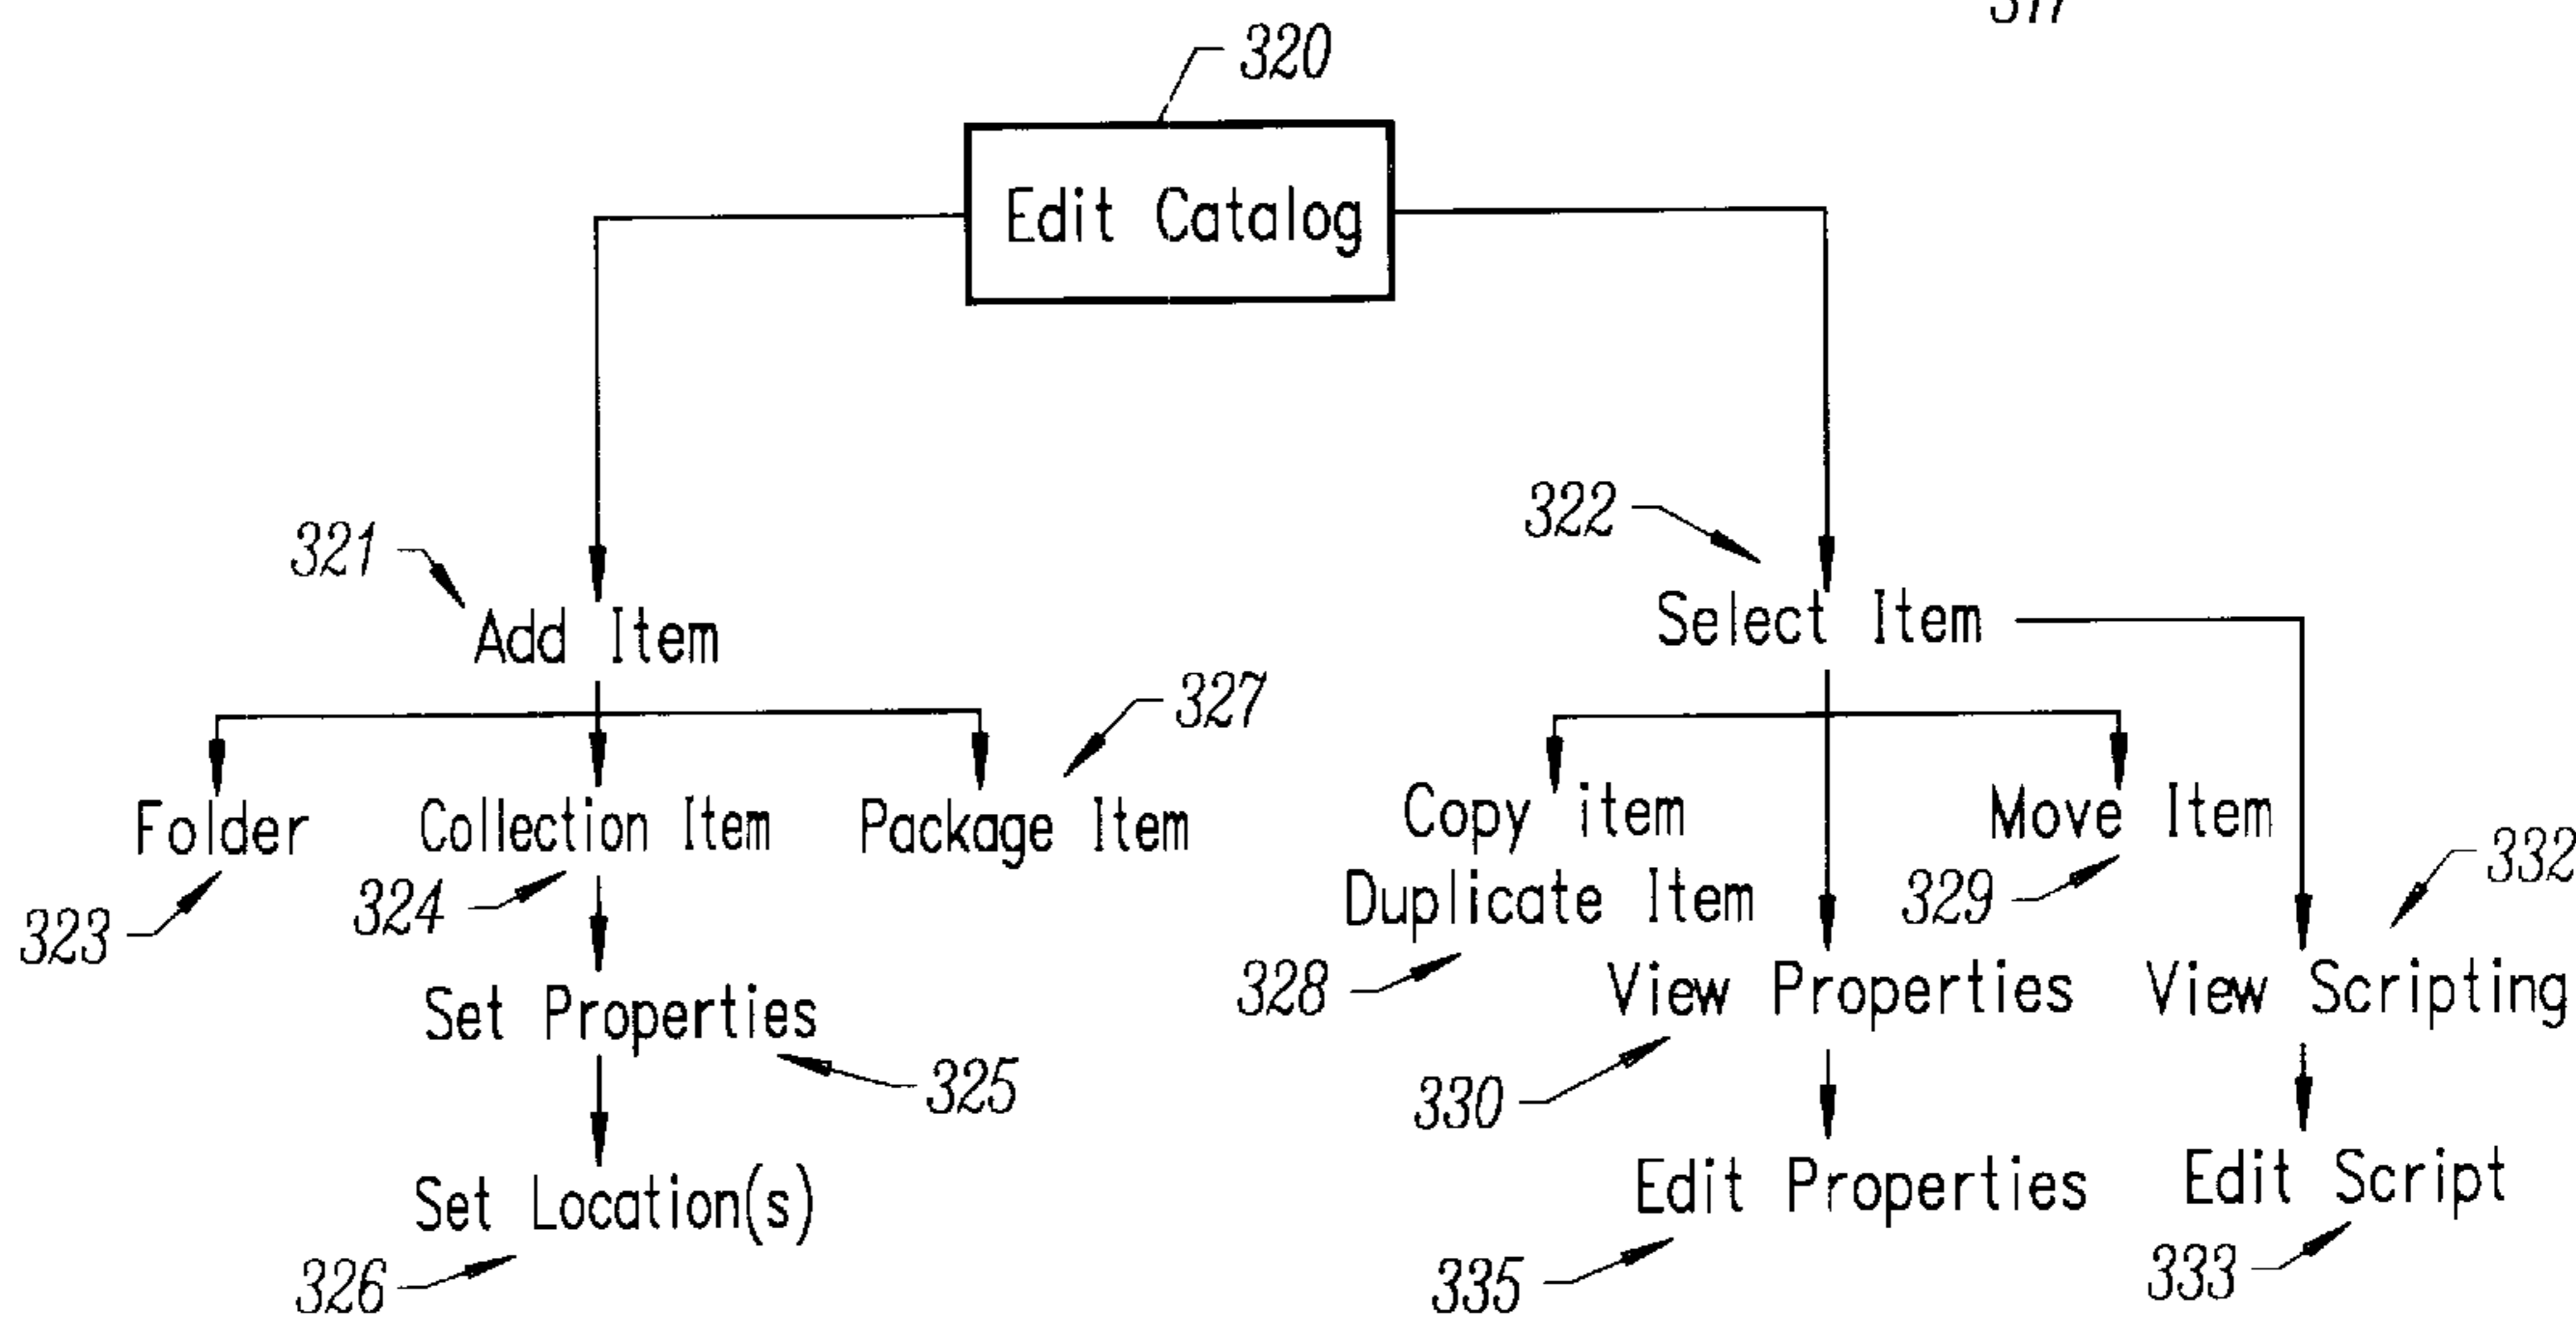 317
320
Edit Catalog
322
321
Select Item
Add Item
327
Folder
Collection Item
Package Item
Copy item
Duplicate Item
Move Item
332
323
324
329
328
View Properties
View Scripting
Set Properties
325
330
Set Location(s)
326
Edit Properties
335
Edit Script
333